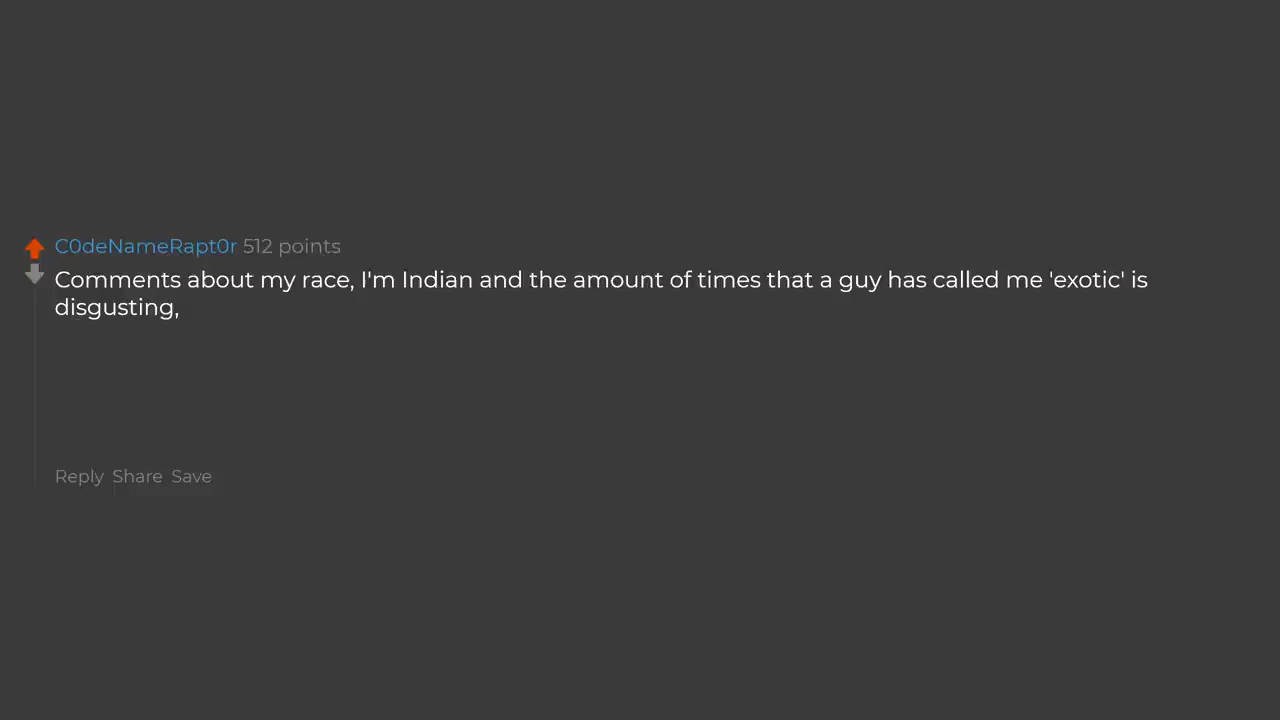 C0deNameRapt0r 512 points
Comments about my race, I'm Indian and the amount of times that a guy has called me 'exotic' is
disgusting,
Reply Share Save